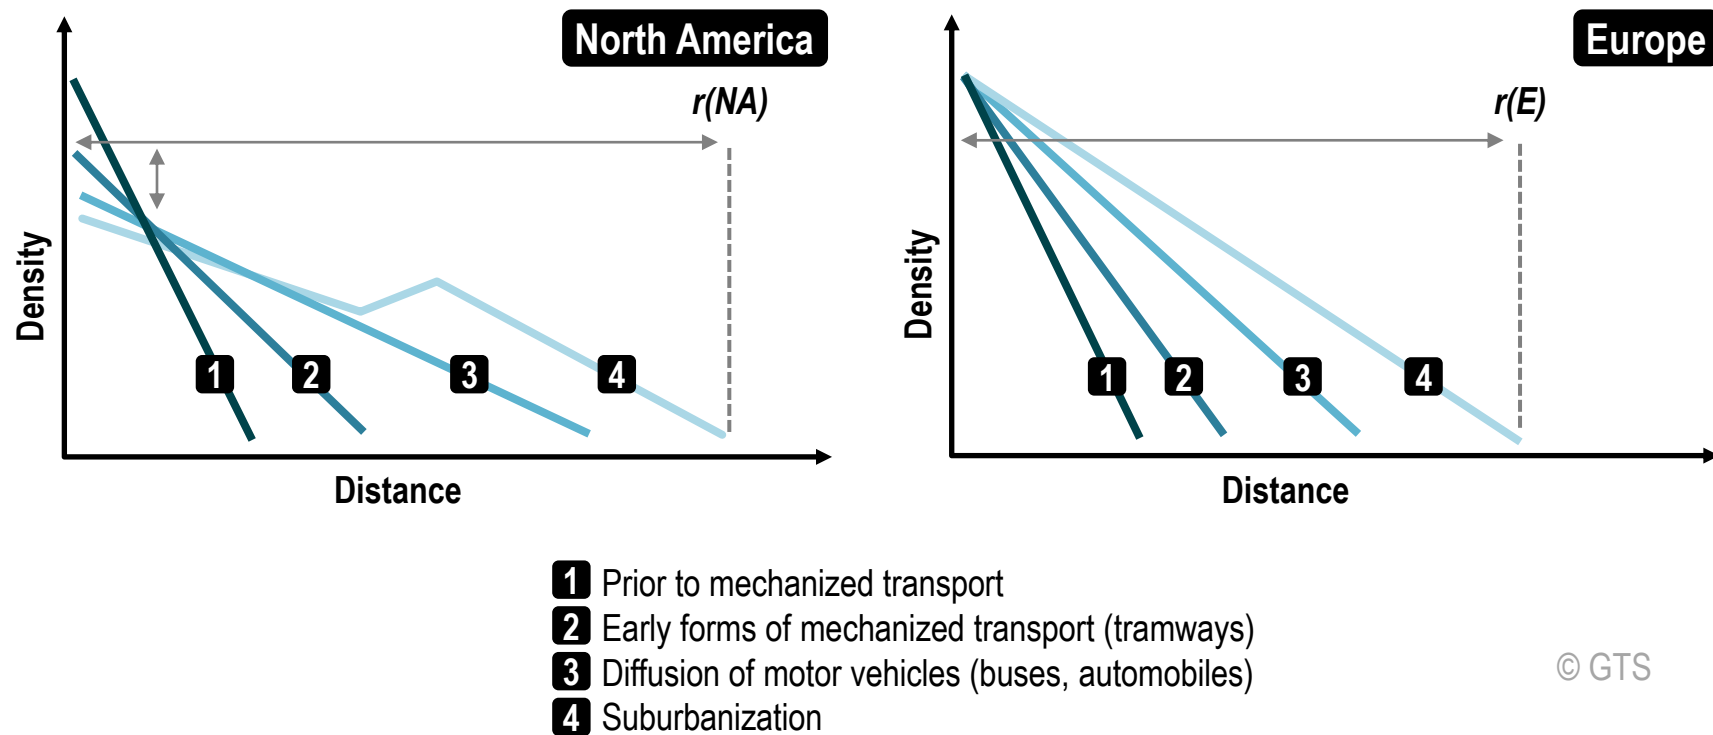 North America
r(NA)
Density
1
2
3
4
Distance
Europe
r(E)
Density
1
2
3
4
Distance
1 Prior to mechanized transport
2 Early forms of mechanized transport (tramways)
3 Diffusion of motor vehicles (buses, automobiles)
4 Suburbanization
© GTS